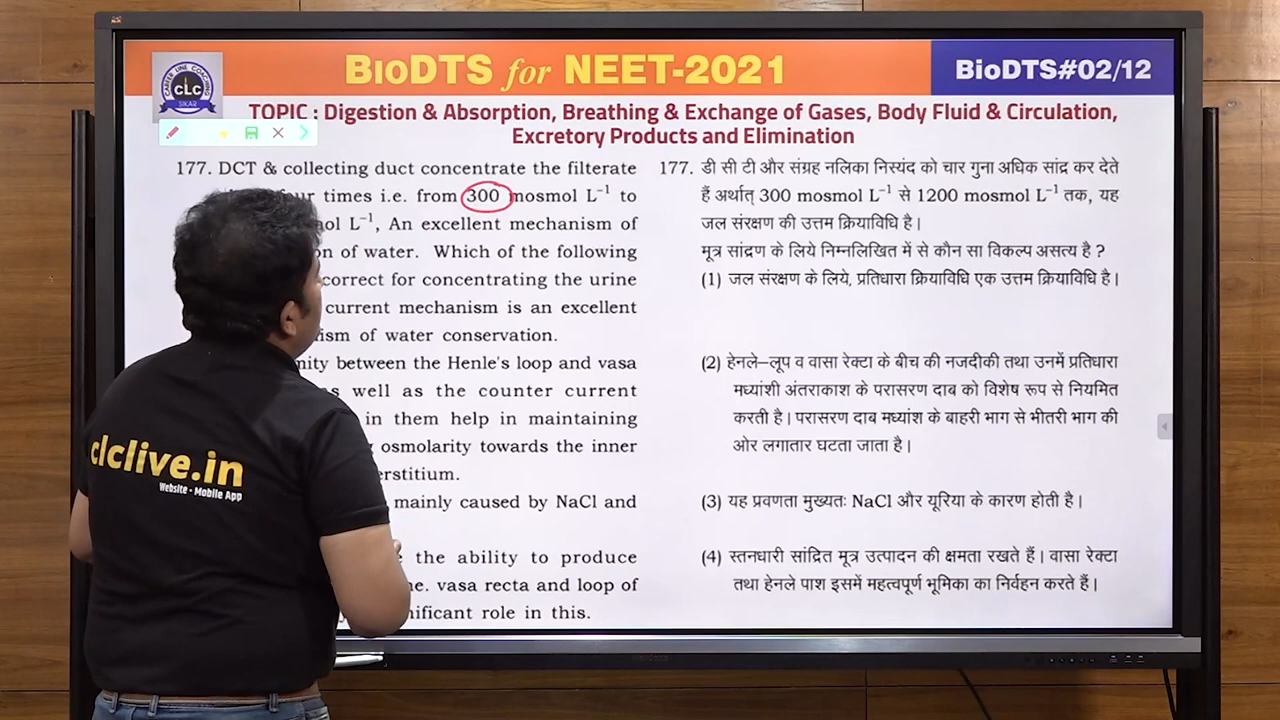 BIODTS for NEET-2021
BioDTS#02/12
CAREER LINE COACHING
CLC
SIKAR
TOPIC : Digestion & Absorption, Breathing & Exchange of Gases, Body Fluid & Circulation,
Excretory Products and Elimination
177. DCT & collecting duct concentrate the filterate
four times i.e. from 300 mosmol L⁻¹ to
L⁻¹, An excellent mechanism of
of water. Which of the following
correct for concentrating the urine
current mechanism is an excellent
of water conservation.
between the Henle's loop and vasa
well as the counter current
in them help in maintaining
osmolarity towards the inner
mainly caused by NaCl and
the ability to produce
vasa recta and loop of
role in this.
177. डी सी टी और संग्रह नलिका निस्यंद को चार गुना अधिक सांद्र कर देते
हैं अर्थात् 300 mosmol L⁻¹ से 1200 mosmol L⁻¹ तक, यह
जल संरक्षण की उत्तम क्रियाविधि है।
मूत्र सांद्रण के लिये निम्नलिखित में से कौन सा विकल्प असत्य है ?
(1) जल संरक्षण के लिये, प्रतिधारा क्रियाविधि एक उत्तम क्रियाविधि है।
(2) हेनले–लूप व वासा रेक्टा के बीच की नजदीकी तथा उनमें प्रतिधारा
मध्यांशी अंतराकाश के परासरण दाब को विशेष रूप से नियमित
करती है। परासरण दाब मध्यांश के बाहरी भाग से भीतरी भाग की
ओर लगातार घटता जाता है।
(3) यह प्रवणता मुख्यतः NaCl और यूरिया के कारण होती है।
(4) स्तनधारी सांद्रित मूत्र उत्पादन की क्षमता रखते हैं। वासा रेक्टा
तथा हेनले पाश इसमें महत्वपूर्ण भूमिका का निर्वहन करते हैं।
clclive.in
Website - Mobile App